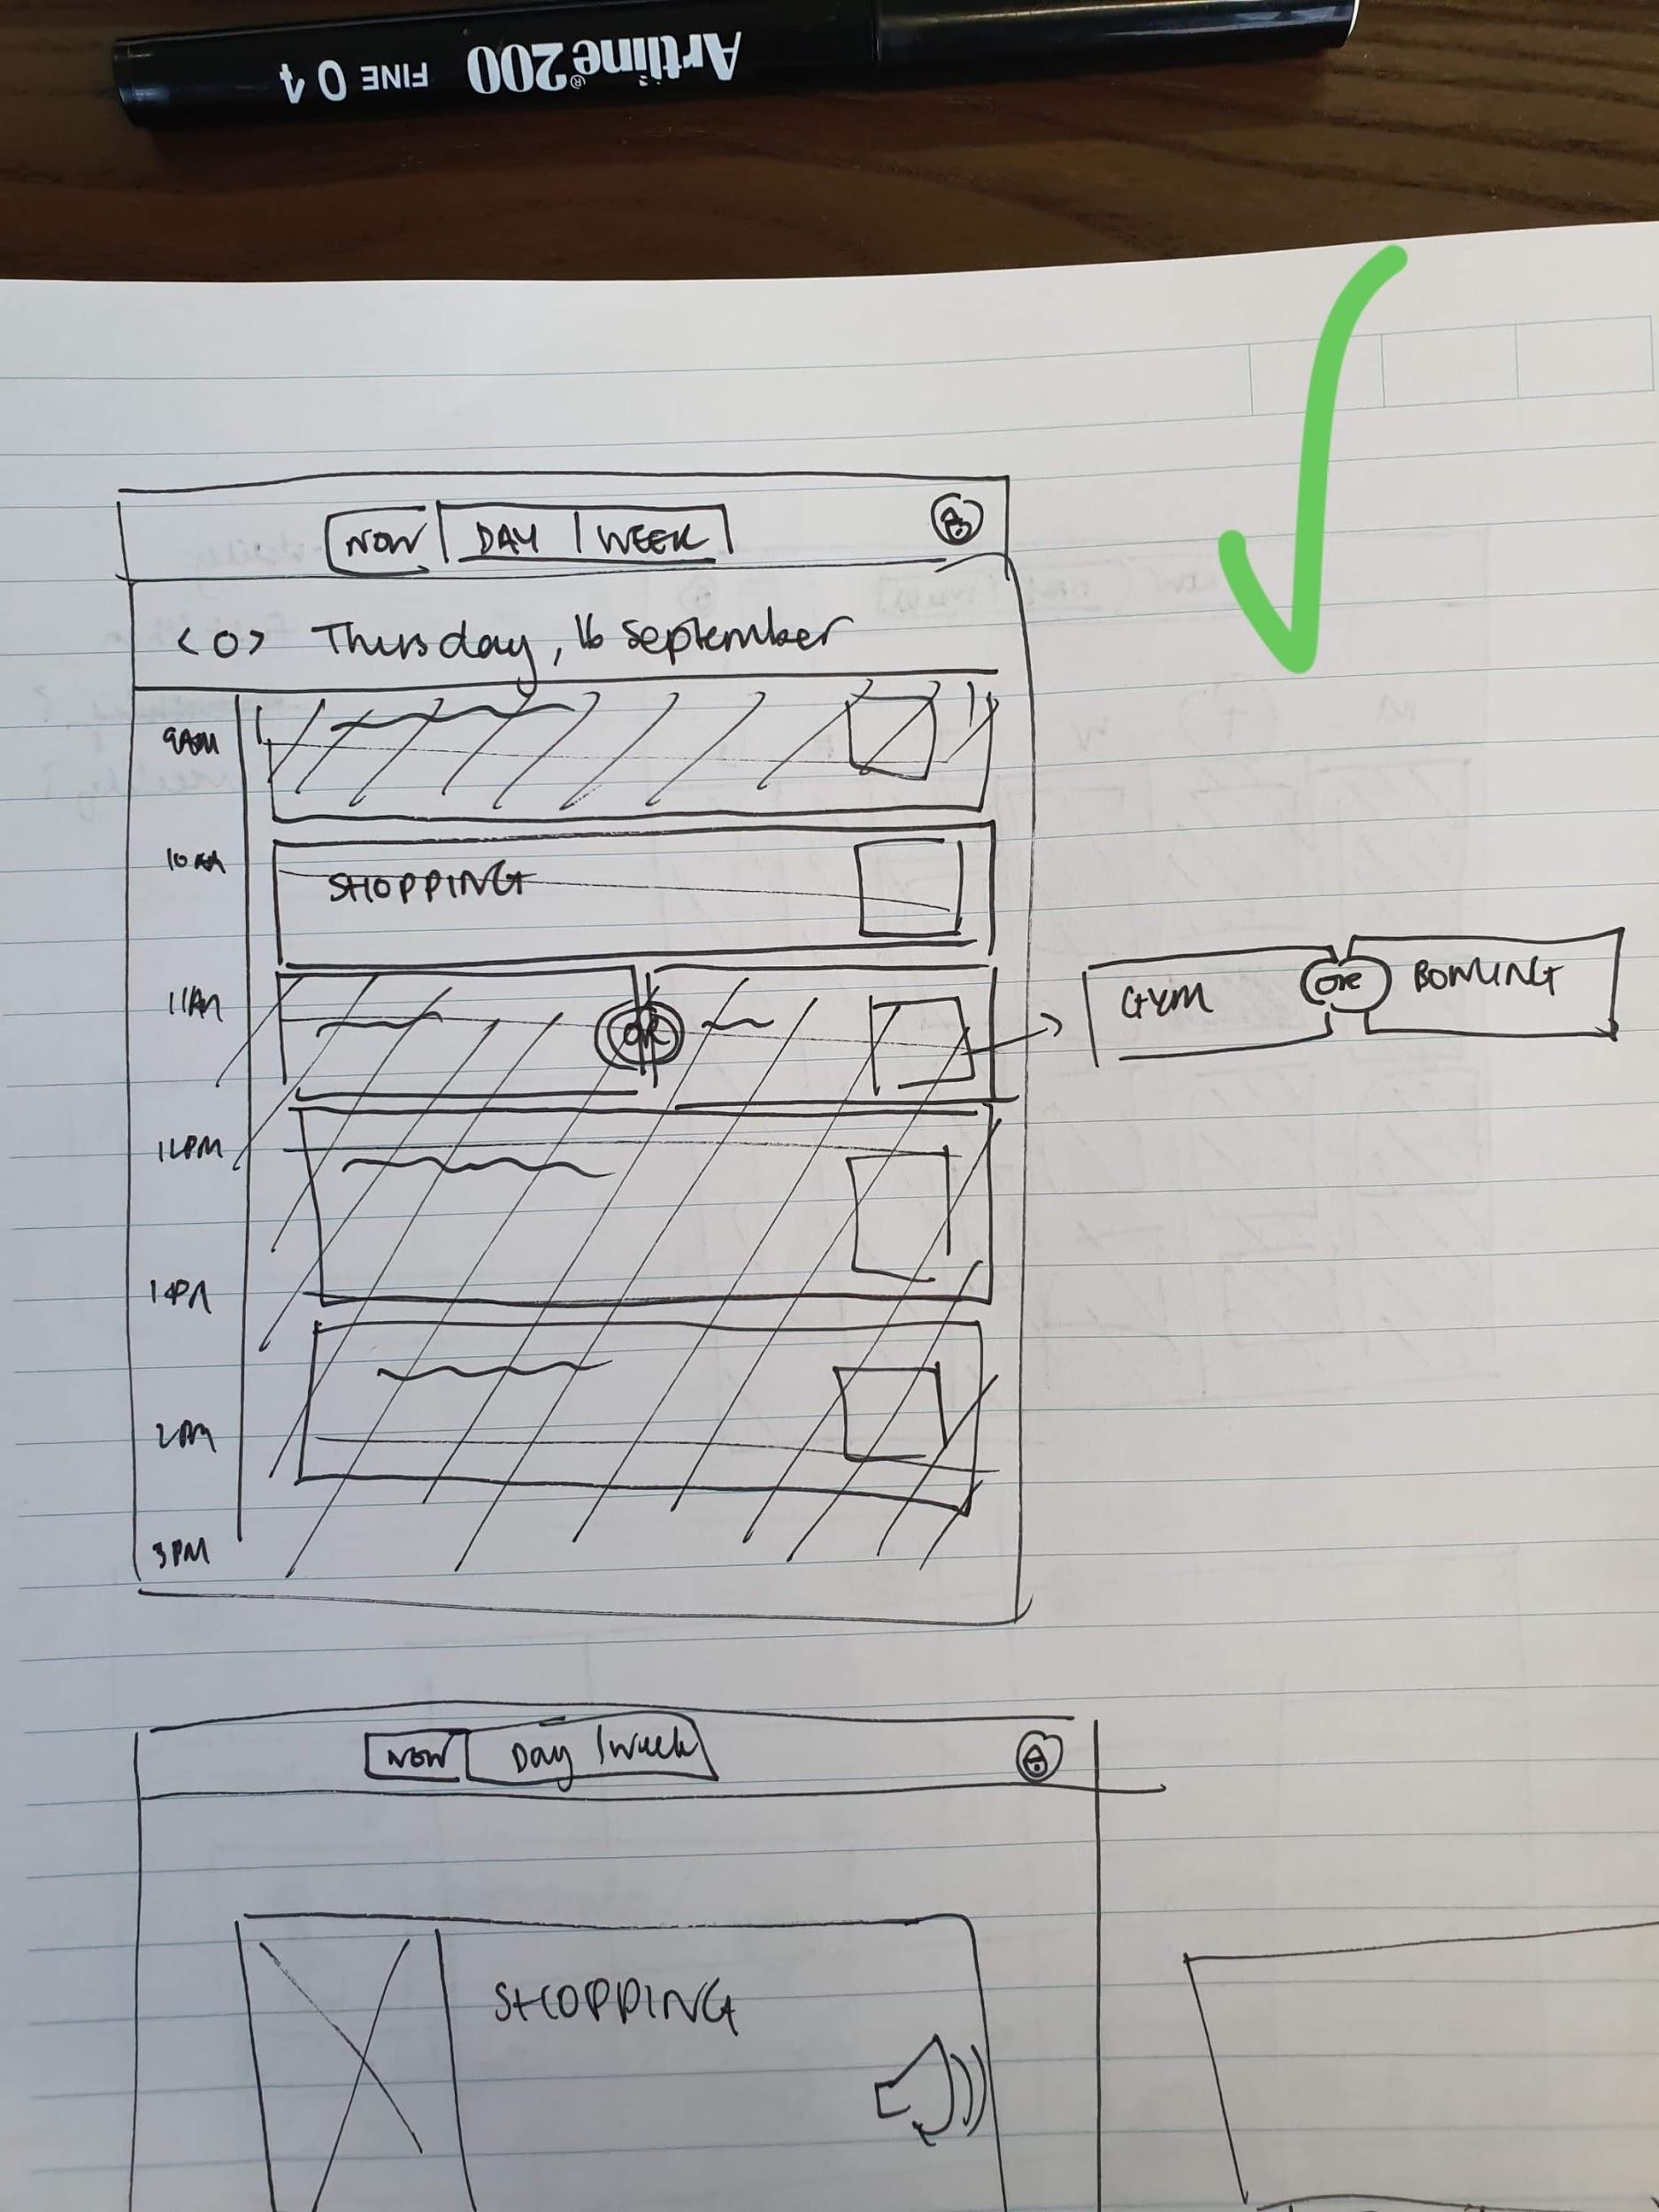 Artline®200 FINE 0.4
NOW DAY WEEK
<O> Thursday, 16 September
9AM
10AM
SHOPPING
11AM
OR
GYM OR BOWLING
12PM
1PM
2PM
3PM
NOW Day Week
SHOPPING